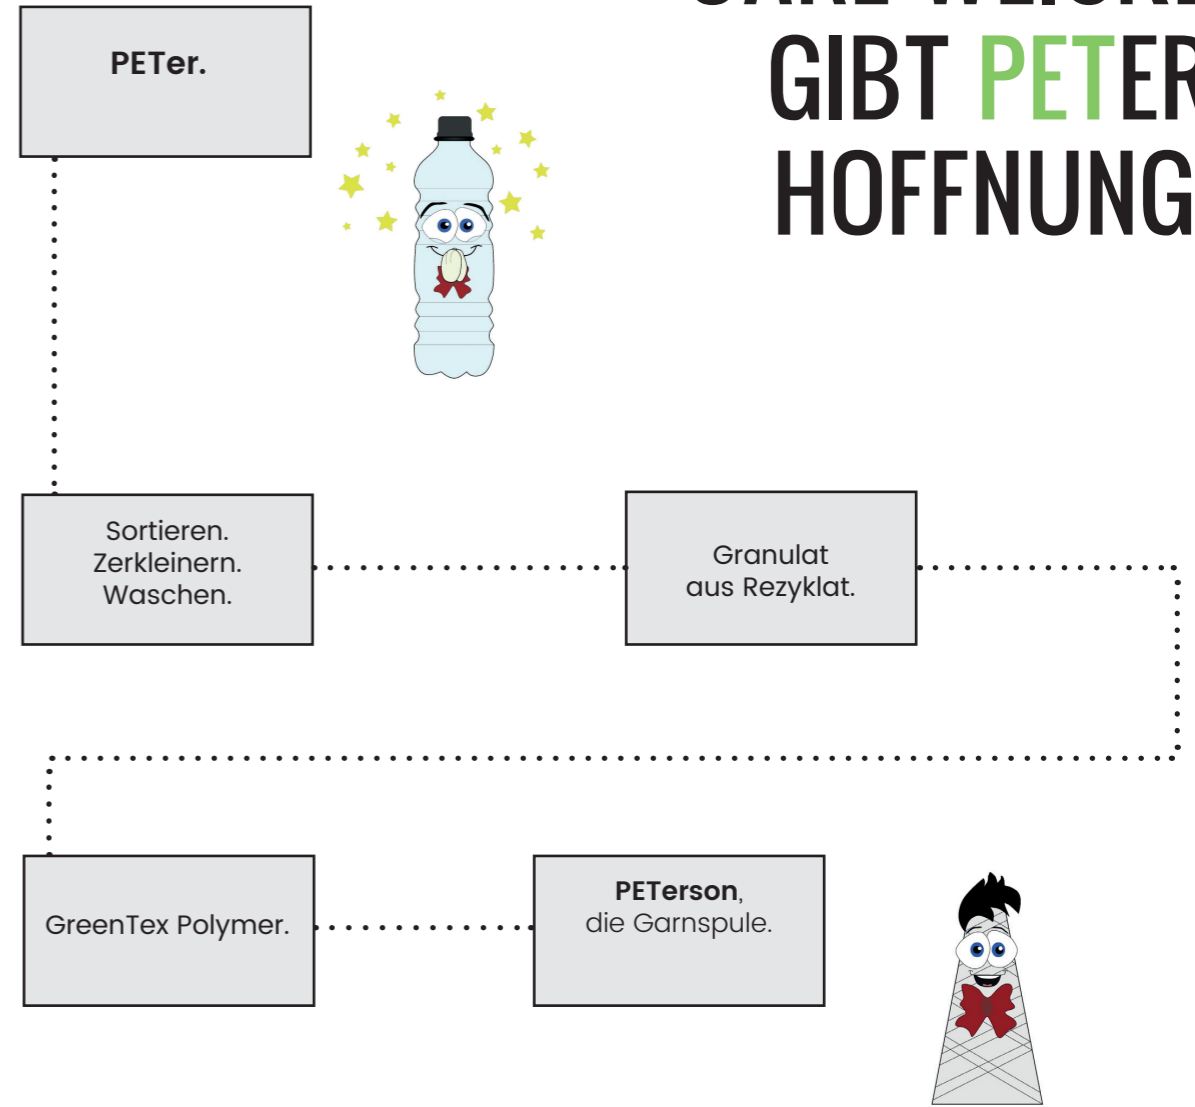 GIBT PETER
HOFFNUNG
PETer.
Sortieren.
Zerkleinern.
Waschen.
Granulat
aus Rezyklat.
GreenTex Polymer.
PETerson,
die Garnspule.